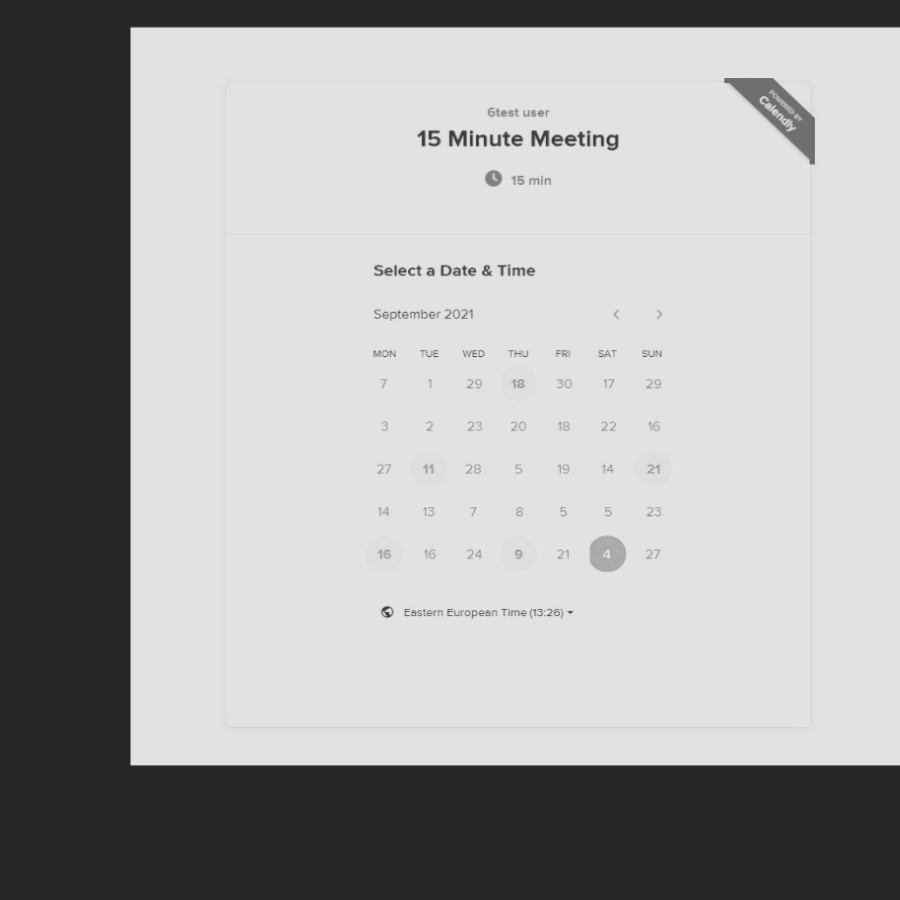 POWERED BY
Calendly
6test user
15 Minute Meeting
15 min
Select a Date & Time
September 2021
MON TUE WED THU FRI SAT SUN
7 1 29 18 30 17 29
3 2 23 20 18 22 16
27 11 28 5 19 14 21
14 13 7 8 5 5 23
16 16 24 9 21 4 27
Eastern European Time (13:26)